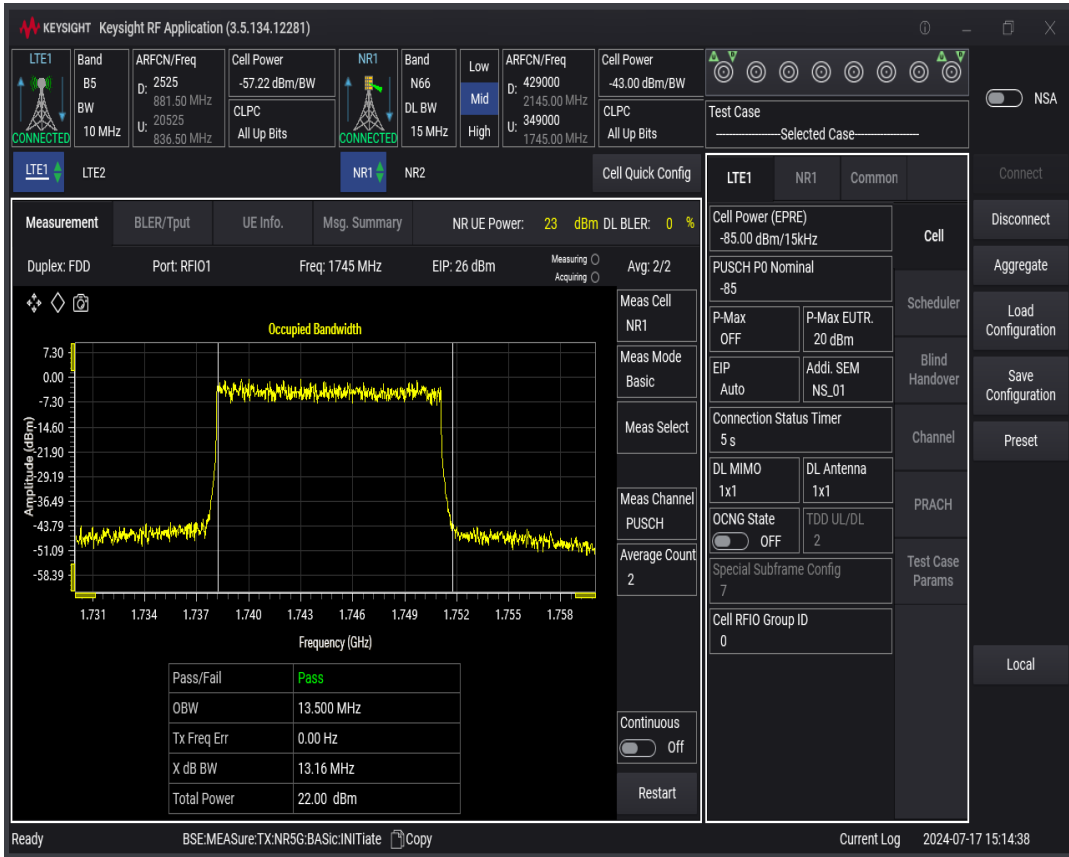 KEYSIGHT Keysight RF Application (3.5.134.12281)
LTE1
CONNECTED
Band
B5
BW
10 MHz
ARFCN/Freq
D: 2525
881.50 MHz
U: 20525
836.50 MHz
Cell Power
-57.22 dBm/BW
CLPC
All Up Bits
NR1
CONNECTED
Band
N66
DL BW
15 MHz
Low
Mid
High
ARFCN/Freq
D: 429000
2145.00 MHz
U: 349000
1745.00 MHz
Cell Power
-43.00 dBm/BW
CLPC
All Up Bits
A B
A B
Test Case
--------------------Selected Case--------------------
NSA
LTE1 LTE2 NR1 NR2 Cell Quick Config
LTE1 NR1 Common
Connect
Disconnect
Aggregate
Load
Configuration
Save
Configuration
Preset
Local
Measurement BLER/Tput UE Info. Msg. Summary NR UE Power: 23 dBm DL BLER: 0 %
Duplex: FDD Port: RFIO1 Freq: 1745 MHz EIP: 26 dBm Measuring Acquiring Avg: 2/2
Occupied Bandwidth
Amplitude (dBm)
7.30
0.00
-7.30
-14.60
-21.90
-29.19
-36.49
-43.79
-51.09
-58.39
1.731 1.734 1.737 1.740 1.743 1.746 1.749 1.752 1.755 1.758
Frequency (GHz)
Pass/Fail Pass
OBW 13.500 MHz
Tx Freq Err 0.00 Hz
X dB BW 13.16 MHz
Total Power 22.00 dBm
Meas Cell
NR1
Meas Mode
Basic
Meas Select
Meas Channel
PUSCH
Average Count
2
Continuous
Off
Restart
Cell Power (EPRE)
-85.00 dBm/15kHz
PUSCH P0 Nominal
-85
P-Max
OFF
P-Max EUTR.
20 dBm
EIP
Auto
Addi. SEM
NS_01
Connection Status Timer
5 s
DL MIMO
1x1
DL Antenna
1x1
OCNG State
OFF
TDD UL/DL
2
Special Subframe Config
7
Cell RFIO Group ID
0
Cell
Scheduler
Blind
Handover
Channel
PRACH
Test Case
Params
Ready BSE:MEASure:TX:NR5G:BASic:INITiate Copy Current Log 2024-07-17 15:14:38